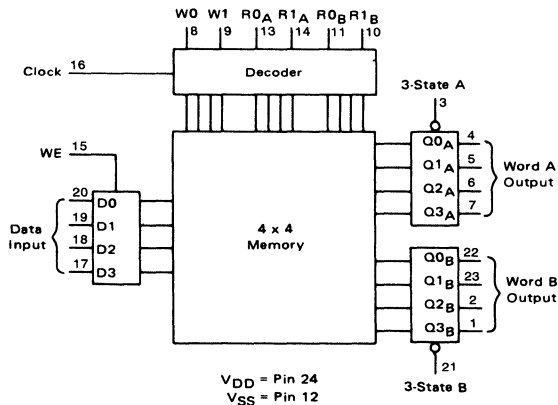 W0 W1 R0A R1A R0B R1B
8 9 13 14 11 10
Clock 16
Decoder
3-State A
3
WE 15
20 D0
19 D1
18 D2
17 D3
Data
Input
4 x 4
Memory
Q0A 4
Q1A 5
Q2A 6
Q3A 7
Word A
Output
Q0B 22
Q1B 23
Q2B 2
Q3B 1
Word B
Output
21
3-State B
VDD = Pin 24
VSS = Pin 12